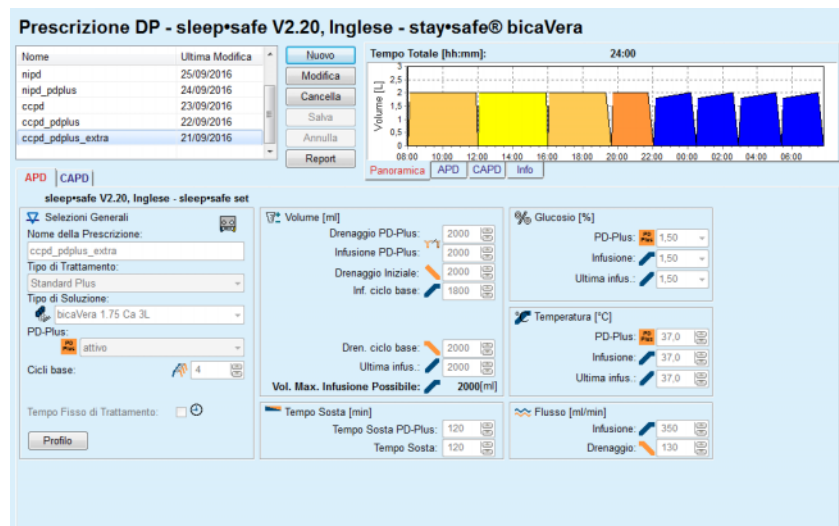 Prescrizione DP - sleep•safe V2.20, Inglese - stay•safe® bicaVera
Nome Ultima Modifica
nipd 25/09/2016
nipd_pdplus 24/09/2016
ccpd 23/09/2016
ccpd_pdplus 22/09/2016
ccpd_pdplus_extra 21/09/2016
Nuovo
Modifica
Cancella
Salva
Annulla
Report
Tempo Totale [hh:mm]: 24:00
Volume [L]
3
2,5
2
1,5
1
0,5
0
08:00 10:00 12:00 14:00 16:00 18:00 20:00 22:00 00:00 02:00 04:00 06:00
Panoramica APD CAPD Info
APD CAPD
sleep•safe V2.20, Inglese - sleep•safe set
Selezioni Generali
Nome della Prescrizione:
ccpd_pdplus_extra
Tipo di Trattamento:
Standard Plus
Tipo di Soluzione:
bicaVera 1.75 Ca 3L
PD-Plus:
PD Plus attivo
Cicli base: 4
Tempo Fisso di Trattamento:
Profilo
Volume [ml]
Drenaggio PD-Plus: 2000
Infusione PD-Plus: 2000
Drenaggio Iniziale: 2000
Inf. ciclo base: 1800
Dren. ciclo base: 2000
Ultima infus.: 2000
Vol. Max. Infusione Possibile: 2000[ml]
Tempo Sosta [min]
Tempo Sosta PD-Plus: 120
Tempo Sosta: 120
Glucosio [%]
PD-Plus: PD Plus 1,50
Infusione: 1,50
Ultima infus.: 1,50
Temperatura [°C]
PD-Plus: PD Plus 37,0
Infusione: 37,0
Ultima infus.: 37,0
Flusso [ml/min]
Infusione: 350
Drenaggio: 130